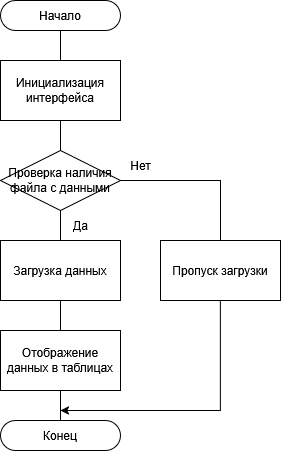 Начало
Инициализация
интерфейса
Проверка наличия
файла с данными
Нет
Да
Загрузка данных
Пропуск загрузки
Отображение
данных в таблицах
Конец